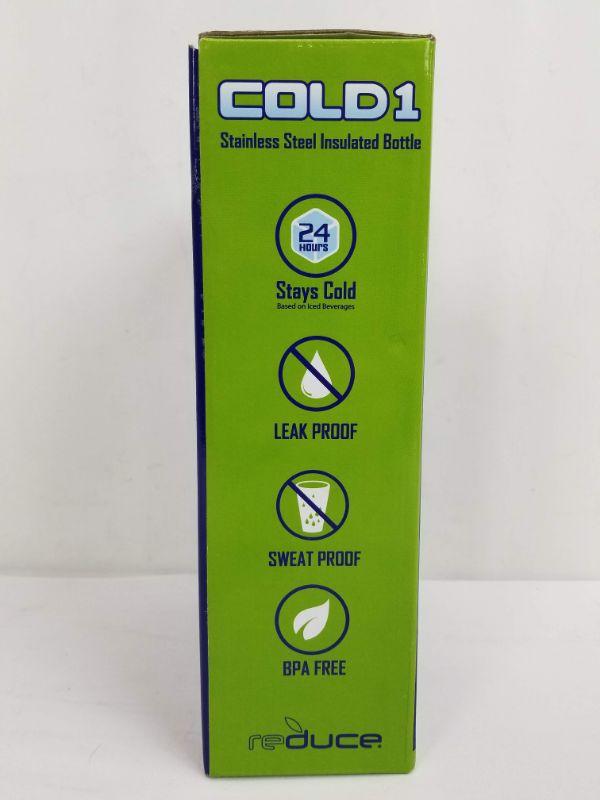 COLD1
Stainless Steel Insulated Bottle
24
HOURS
Stays Cold
Based on Iced Beverages
LEAK PROOF
SWEAT PROOF
BPA FREE
reduce